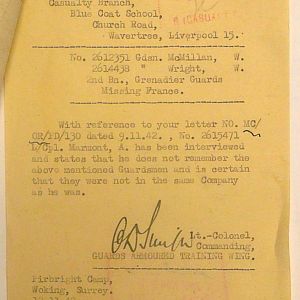 Casualty Branch,
Blue Coat School,
Church Road,
Wavertree, Liverpool 15.
No. 2612351 Gdsn. McMillan, W.
2614438 " Wright, W.
2nd Bn., Grenadier Guards
Missing France.
With reference to your letter NO. MC/
OR/PD/130 dated 9.11.42. , No. 2615471
L/Cpl. Marmont, A. has been interviewed
and states that he does not remember the
above mentioned Guardsmen and is certain
that they were not in the same Company
as he was.
Lt.-Colonel,
Commanding,
GUARDS ARMOURED TRAINING WING.
Pirbright Camp,
Woking, Surrey.